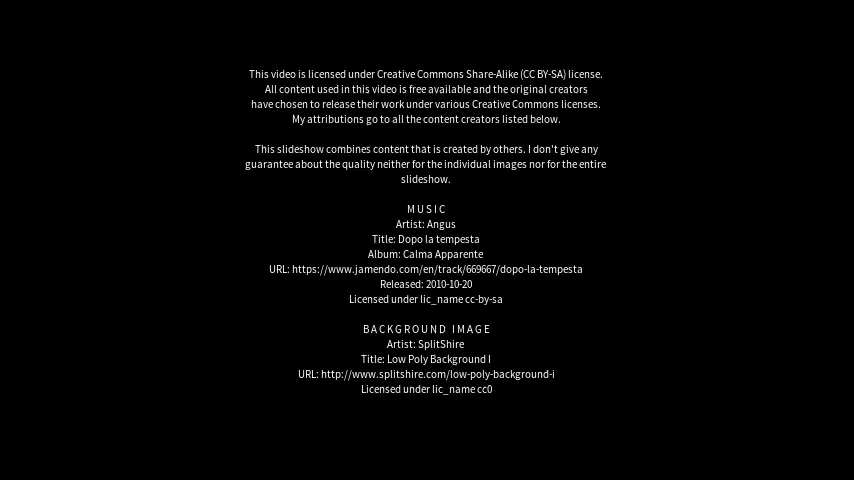 This video is licensed under Creative Commons Share-Alike (CC BY-SA) license.
All content used in this video is free available and the original creators
have chosen to release their work under various Creative Commons licenses.
My attributions go to all the content creators listed below.
This slideshow combines content that is created by others. I don't give any
guarantee about the quality neither for the individual images nor for the entire
slideshow.
MUSIC
Artist: Angus
Title: Dopo la tempesta
Album: Calma Apparente
URL: https://www.jamendo.com/en/track/669667/dopo-la-tempesta
Released: 2010-10-20
Licensed under lic_name cc-by-sa
BACKGROUND IMAGE
Artist: SplitShire
Title: Low Poly Background I
URL: http://www.splitshire.com/low-poly-background-i
Licensed under lic_name cc0